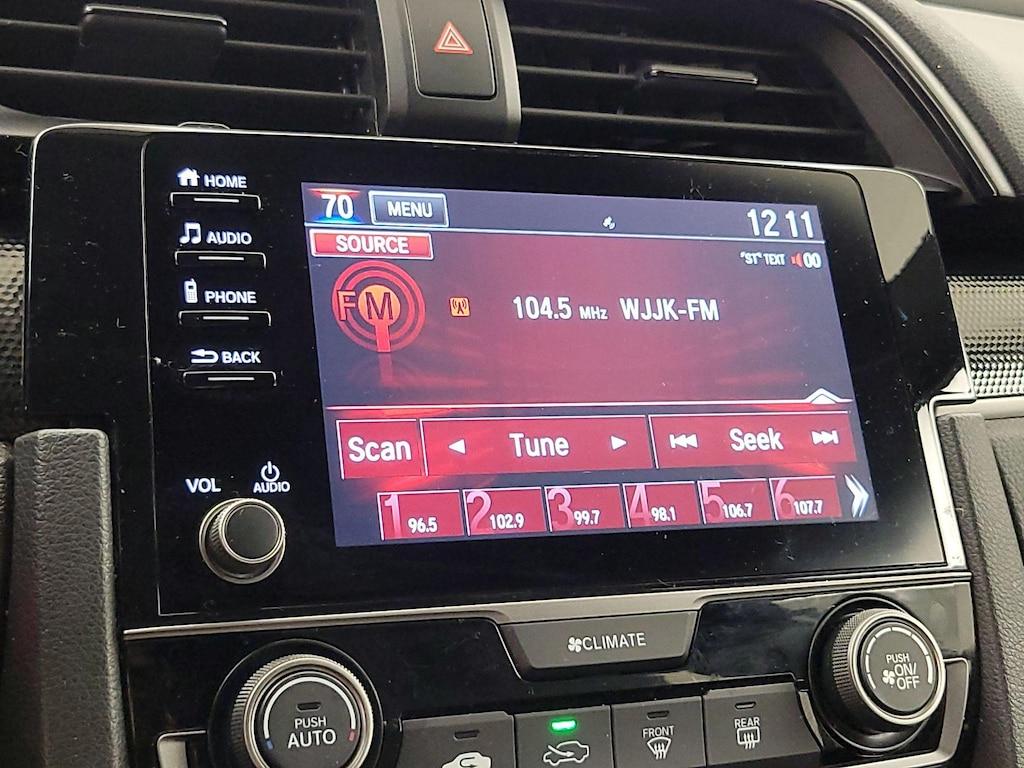 HOME
AUDIO
PHONE
BACK
VOL AUDIO
70 MENU 12 11
SOURCE
"ST" TEXT 00
FM 104.5 MHz WJJK-FM
Scan Tune Seek
1 96.5 2 102.9 3 99.7 4 98.1 5 106.7 6 107.7
CLIMATE
PUSH
AUTO
FRONT
REAR
PUSH
ON/
OFF